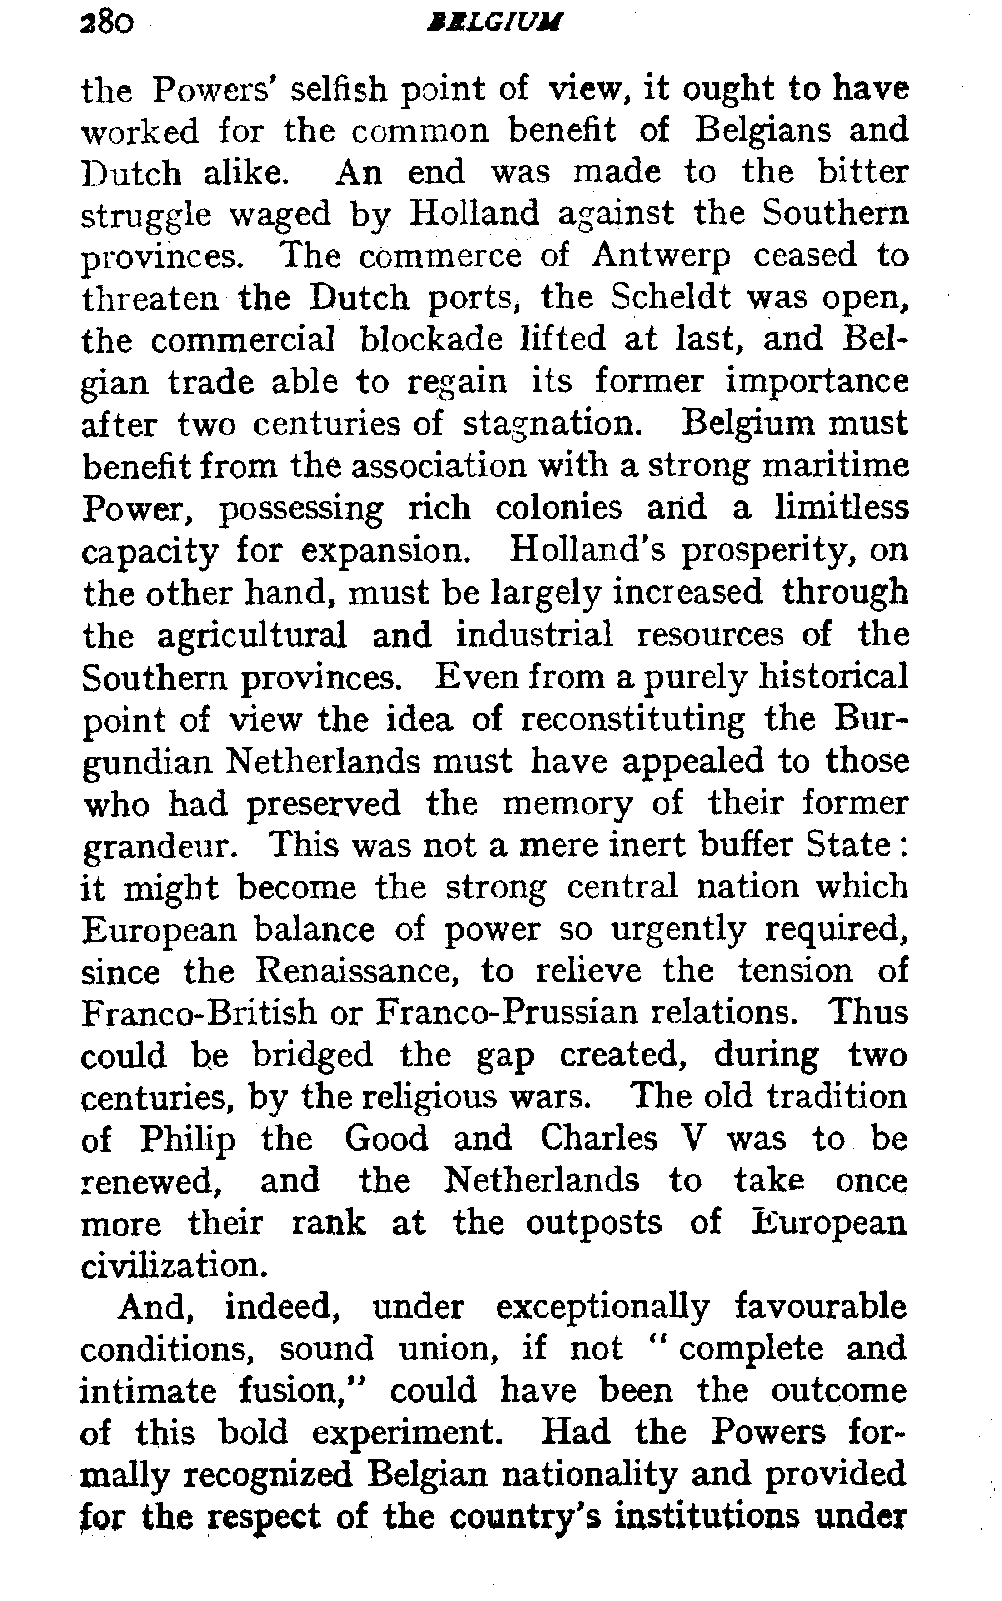 280 BELGIUM
the Powers' selfish point of view, it ought to have
worked for the common benefit of Belgians and
Dutch alike. An end was made to the bitter
struggle waged by Holland against the Southern
provinces. The commerce of Antwerp ceased to
threaten the Dutch ports, the Scheldt was open,
the commercial blockade lifted at last, and Bel-
gian trade able to regain its former importance
after two centuries of stagnation. Belgium must
benefit from the association with a strong maritime
Power, possessing rich colonies and a limitless
capacity for expansion. Holland's prosperity, on
the other hand, must be largely increased through
the agricultural and industrial resources of the
Southern provinces. Even from a purely historical
point of view the idea of reconstituting the Bur-
gundian Netherlands must have appealed to those
who had preserved the memory of their former
grandeur. This was not a mere inert buffer State :
it might become the strong central nation which
European balance of power so urgently required,
since the Renaissance, to relieve the tension of
Franco-British or Franco-Prussian relations. Thus
could be bridged the gap created, during two
centuries, by the religious wars. The old tradition
of Philip the Good and Charles V was to be
renewed, and the Netherlands to take once
more their rank at the outposts of European
civilization.
And, indeed, under exceptionally favourable
conditions, sound union, if not " complete and
intimate fusion," could have been the outcome
of this bold experiment. Had the Powers for-
mally recognized Belgian nationality and provided
for the respect of the country's institutions under